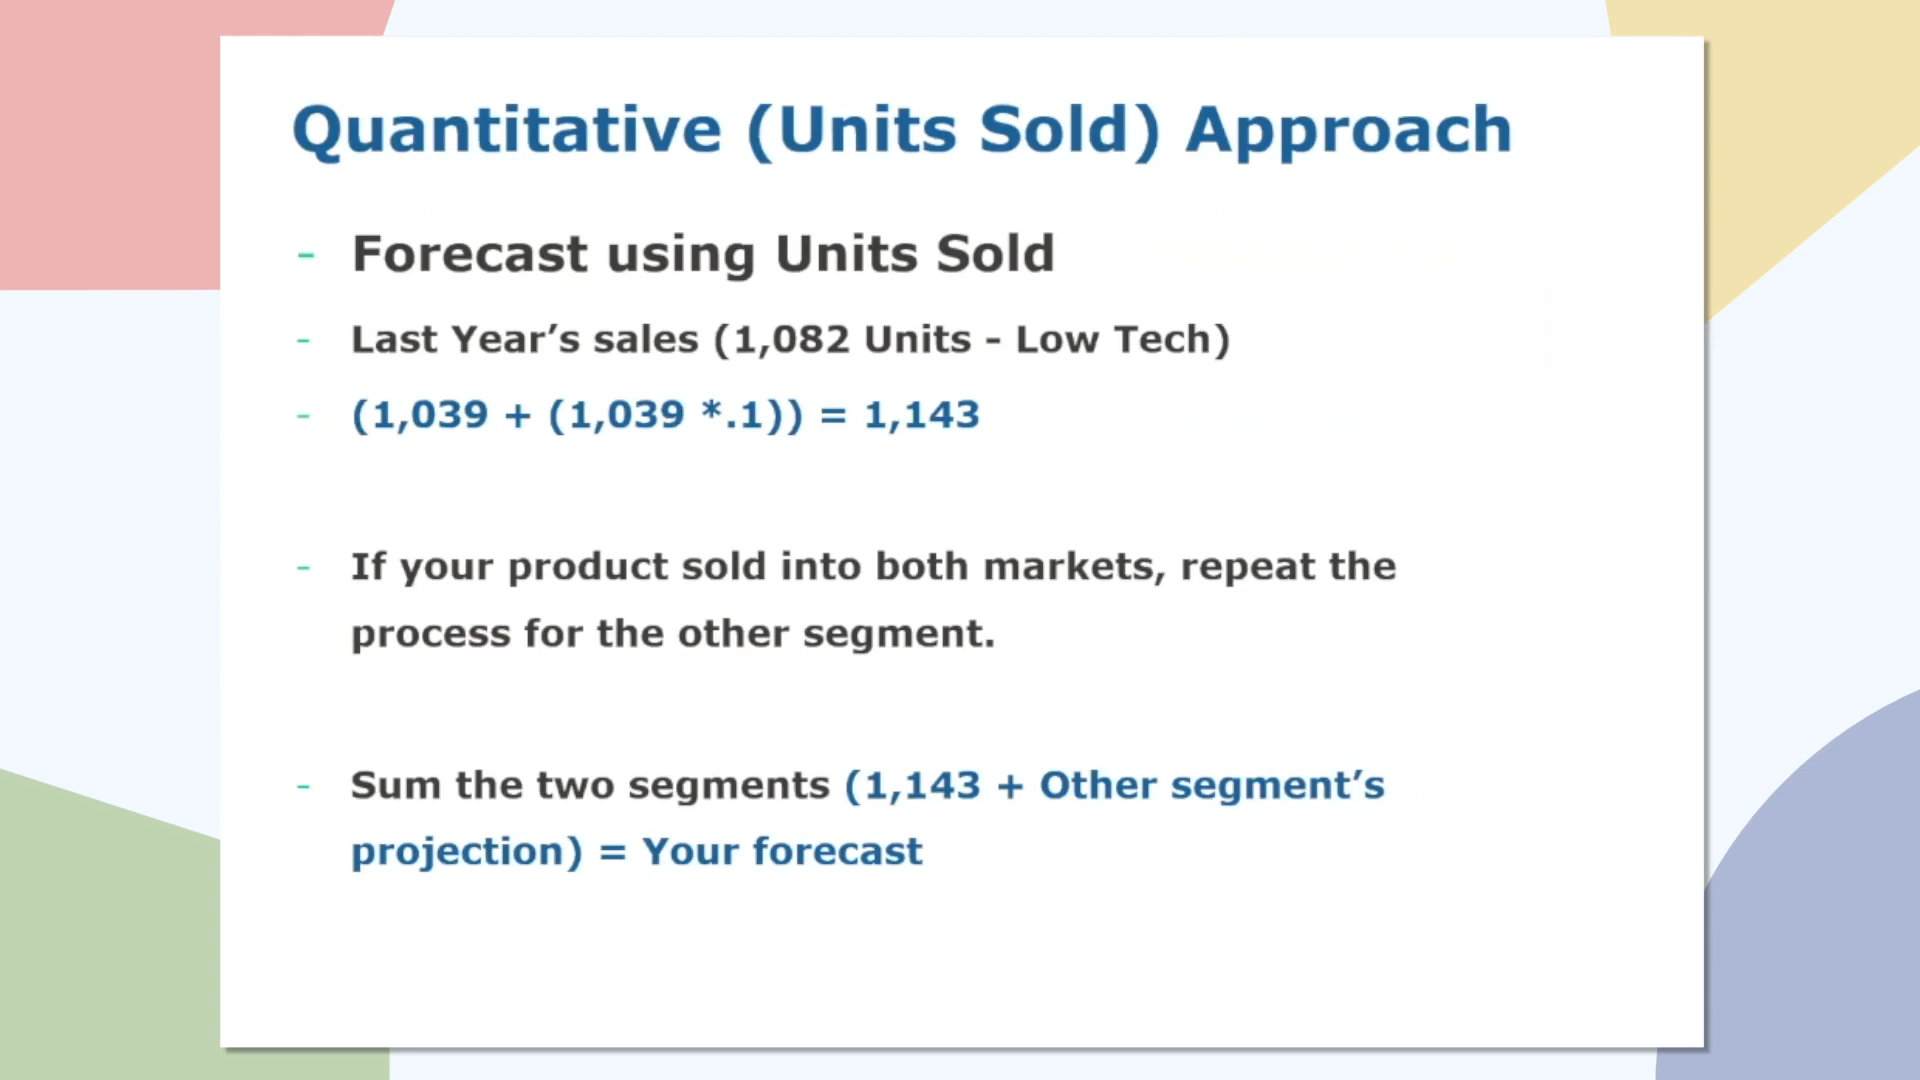 Quantitative (Units Sold) Approach
- Forecast using Units Sold
- Last Year’s sales (1,082 Units - Low Tech)
- (1,039 + (1,039 *.1)) = 1,143
- If your product sold into both markets, repeat the
process for the other segment.
- Sum the two segments (1,143 + Other segment’s
projection) = Your forecast